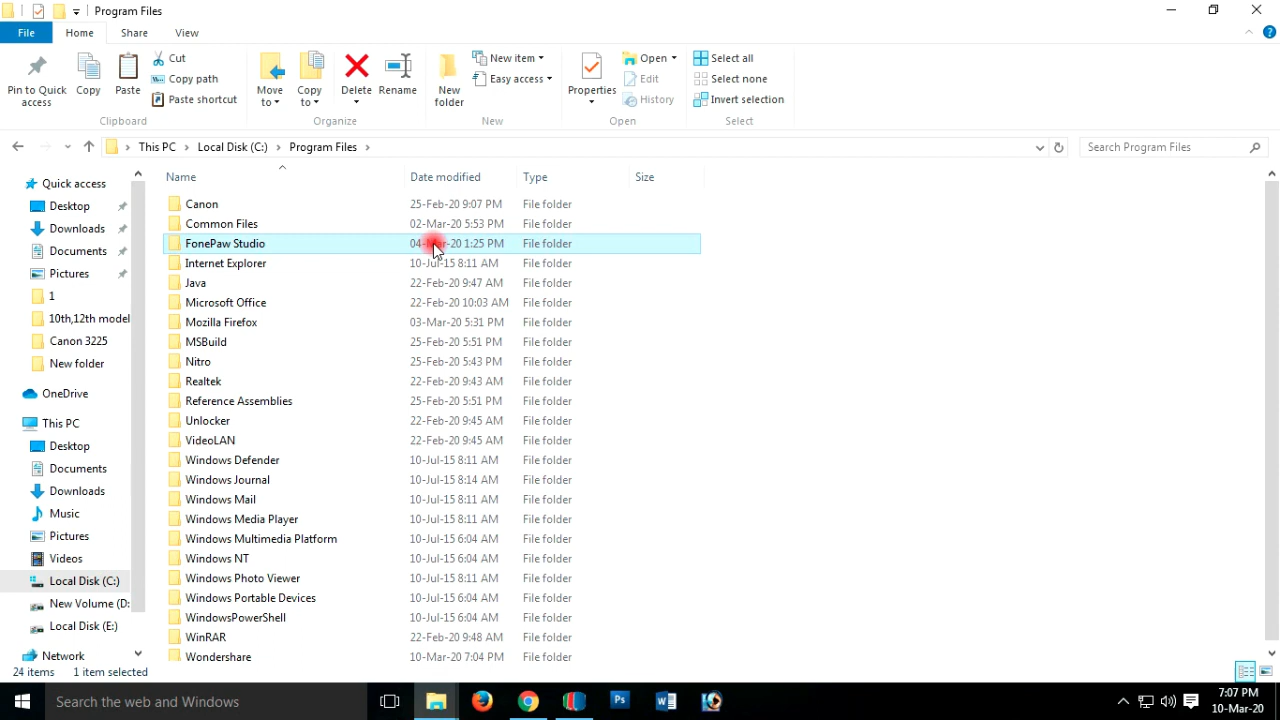 Program Files
File Home Share View
Pin to Quick access
Copy
Paste
Cut
Copy path
Paste shortcut
Clipboard
Move to
Copy to
Delete
Rename
Organize
New folder
New item
Easy access
New
Properties
Open
Edit
History
Open
Select all
Select none
Invert selection
Select
This PC Local Disk (C:) Program Files
Search Program Files
Quick access
Desktop
Downloads
Documents
Pictures
1
10th,12th model
Canon 3225
New folder
OneDrive
This PC
Desktop
Documents
Downloads
Music
Pictures
Videos
Local Disk (C:)
New Volume (D:
Local Disk (E:)
Network
Name Date modified Type Size
Canon 25-Feb-20 9:07 PM File folder
Common Files 02-Mar-20 5:53 PM File folder
FonePaw Studio 04-Mar-20 1:25 PM File folder
Internet Explorer 10-Jul-15 8:11 AM File folder
Java 22-Feb-20 9:47 AM File folder
Microsoft Office 22-Feb-20 10:03 AM File folder
Mozilla Firefox 03-Mar-20 5:31 PM File folder
MSBuild 25-Feb-20 5:51 PM File folder
Nitro 25-Feb-20 5:43 PM File folder
Realtek 22-Feb-20 9:43 AM File folder
Reference Assemblies 25-Feb-20 5:51 PM File folder
Unlocker 22-Feb-20 9:45 AM File folder
VideoLAN 22-Feb-20 9:45 AM File folder
Windows Defender 10-Jul-15 8:11 AM File folder
Windows Journal 10-Jul-15 8:14 AM File folder
Windows Mail 10-Jul-15 8:11 AM File folder
Windows Media Player 10-Jul-15 8:11 AM File folder
Windows Multimedia Platform 10-Jul-15 6:04 AM File folder
Windows NT 10-Jul-15 6:04 AM File folder
Windows Photo Viewer 10-Jul-15 8:11 AM File folder
Windows Portable Devices 10-Jul-15 6:04 AM File folder
WindowsPowerShell 10-Jul-15 6:04 AM File folder
WinRAR 22-Feb-20 9:48 AM File folder
Wondershare 10-Mar-20 7:04 PM File folder
24 items 1 item selected
Search the web and Windows
Ps
7:07 PM
10-Mar-20